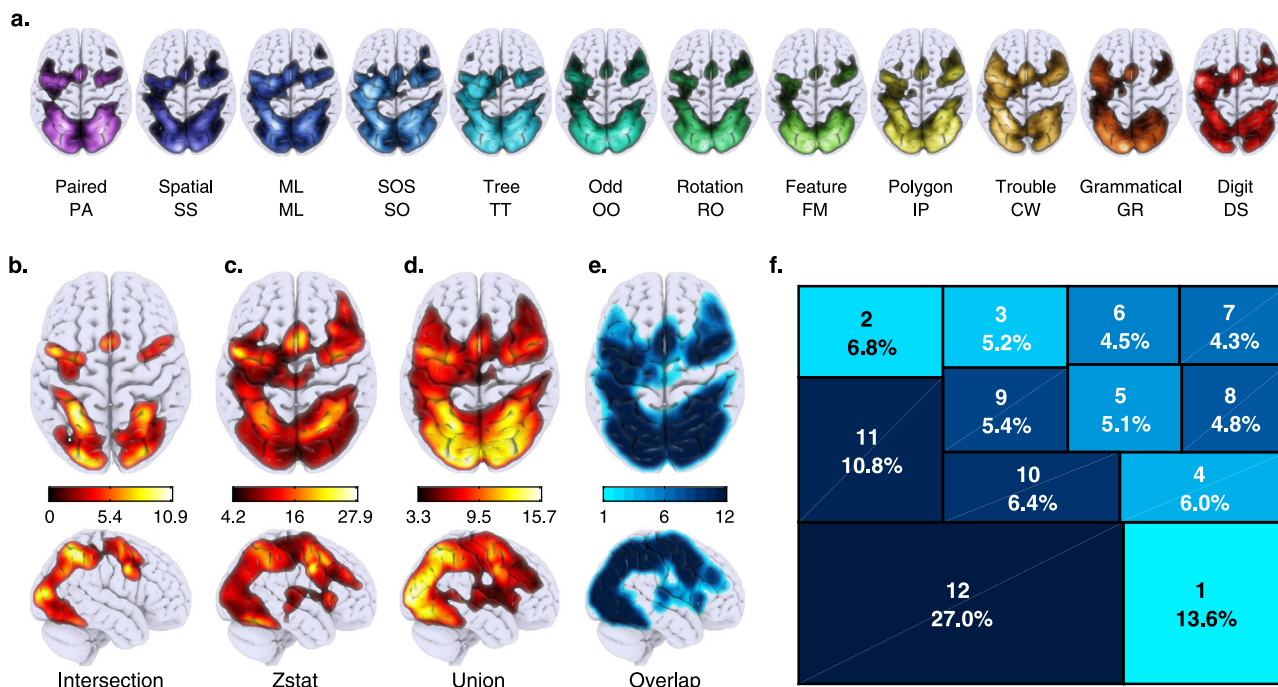 a.
Paired Spatial ML SOS Tree Odd Rotation Feature Polygon Trouble Grammatical Digit
PA SS ML SO TT OO RO FM IP CW GR DS
b. c. d. e. f.
2 3 6 7
6.8% 5.2% 4.5% 4.3%
11 9 5 8
10.8% 5.4% 5.1% 4.8%
10 4
6.4% 6.0%
12 1
27.0% 13.6%
0 5.4 10.9 4.2 16 27.9 3.3 9.5 15.7 1 6 12
Intersection Zstat Union Overlap